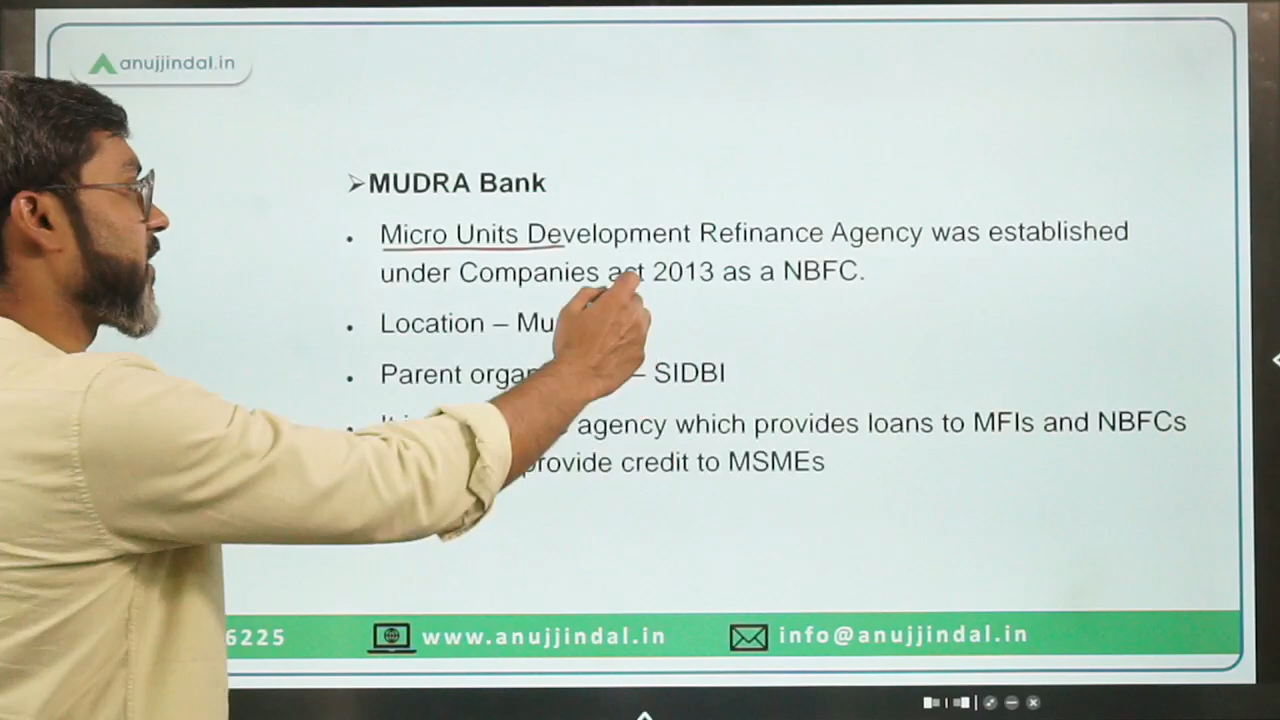 anujjindal.in
➢MUDRA Bank
• Micro Units Development Refinance Agency was established
under Companies act 2013 as a NBFC.
• Location –
• Parent – SIDBI
• agency which provides loans to MFIs and NBFCs
provide credit to MSMEs
6225 www.anujjindal.in info@anujjindal.in